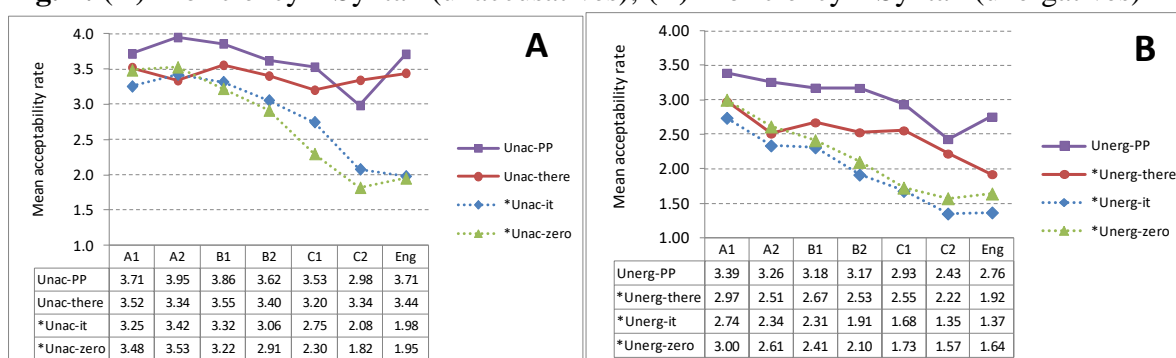 A
Mean acceptability rate
4.0
3.5
3.0
2.5
2.0
1.5
1.0
Unac-PP
Unac-there
*Unac-it
*Unac-zero
A1 A2 B1 B2 C1 C2 Eng
Unac-PP 3.71 3.95 3.86 3.62 3.53 2.98 3.71
Unac-there 3.52 3.34 3.55 3.40 3.20 3.34 3.44
*Unac-it 3.25 3.42 3.32 3.06 2.75 2.08 1.98
*Unac-zero 3.48 3.53 3.22 2.91 2.30 1.82 1.95
B
Mean acceptability rate
4.00
3.50
3.00
2.50
2.00
1.50
1.00
Unerg-PP
*Unerg-there
*Unerg-it
*Unerg-zero
A1 A2 B1 B2 C1 C2 Eng
Unerg-PP 3.39 3.26 3.18 3.17 2.93 2.43 2.76
*Unerg-there 2.97 2.51 2.67 2.53 2.55 2.22 1.92
*Unerg-it 2.74 2.34 2.31 1.91 1.68 1.35 1.37
*Unerg-zero 3.00 2.61 2.41 2.10 1.73 1.57 1.64